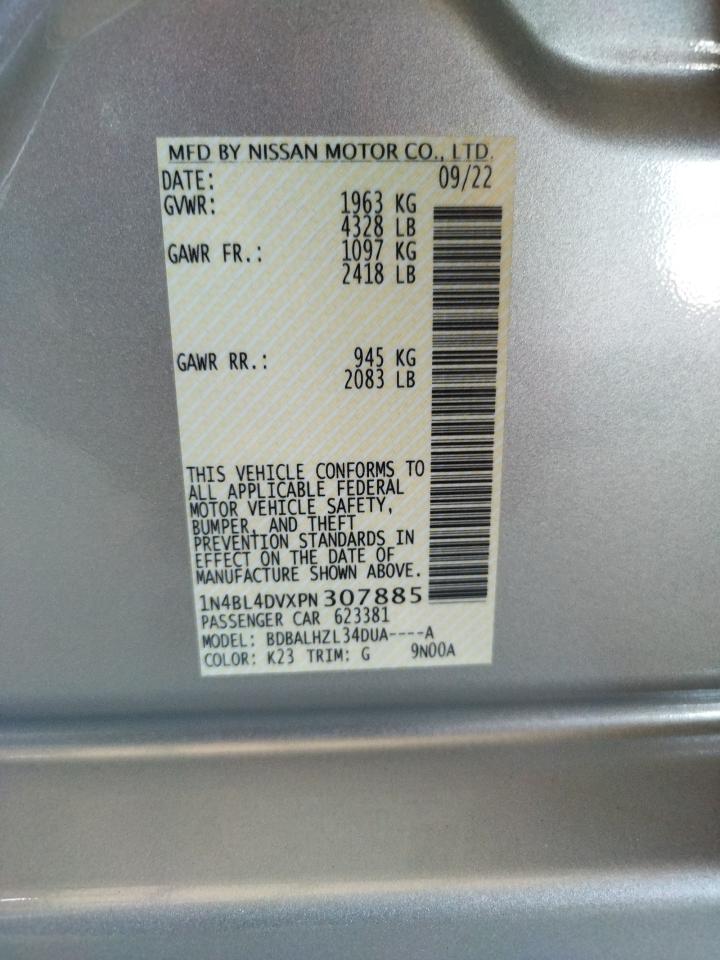 MFD BY NISSAN MOTOR CO., LTD.
DATE: 09/22
GVWR: 1963 KG
4328 LB
GAWR FR.: 1097 KG
2418 LB
GAWR RR.: 945 KG
2083 LB
THIS VEHICLE CONFORMS TO
ALL APPLICABLE FEDERAL
MOTOR VEHICLE SAFETY,
BUMPER, AND THEFT
PREVENTION STANDARDS IN
EFFECT ON THE DATE OF
MANUFACTURE SHOWN ABOVE.
1N4BL4DVXPN307885
PASSENGER CAR 623381
MODEL: BDBALHZL34DUA----A
COLOR: K23 TRIM: G 9N00A